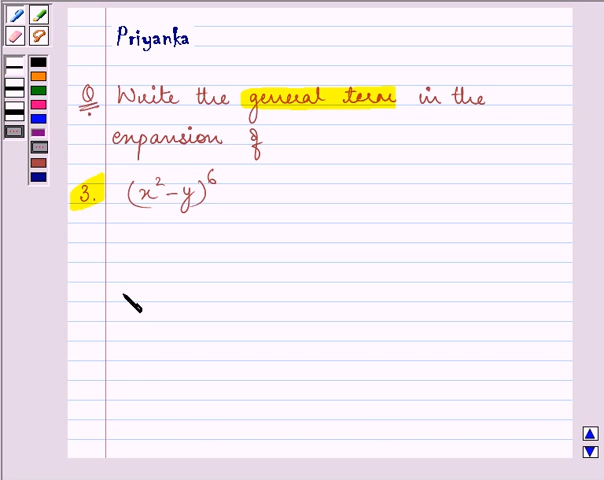 Priyanka
Q Write the general term in the
expansion of
3. (x² - y)⁶